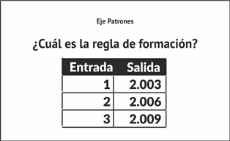 Eje Patrones
¿Cuál es la regla de formación?
Entrada Salida
1 2.003
2 2.006
3 2.009